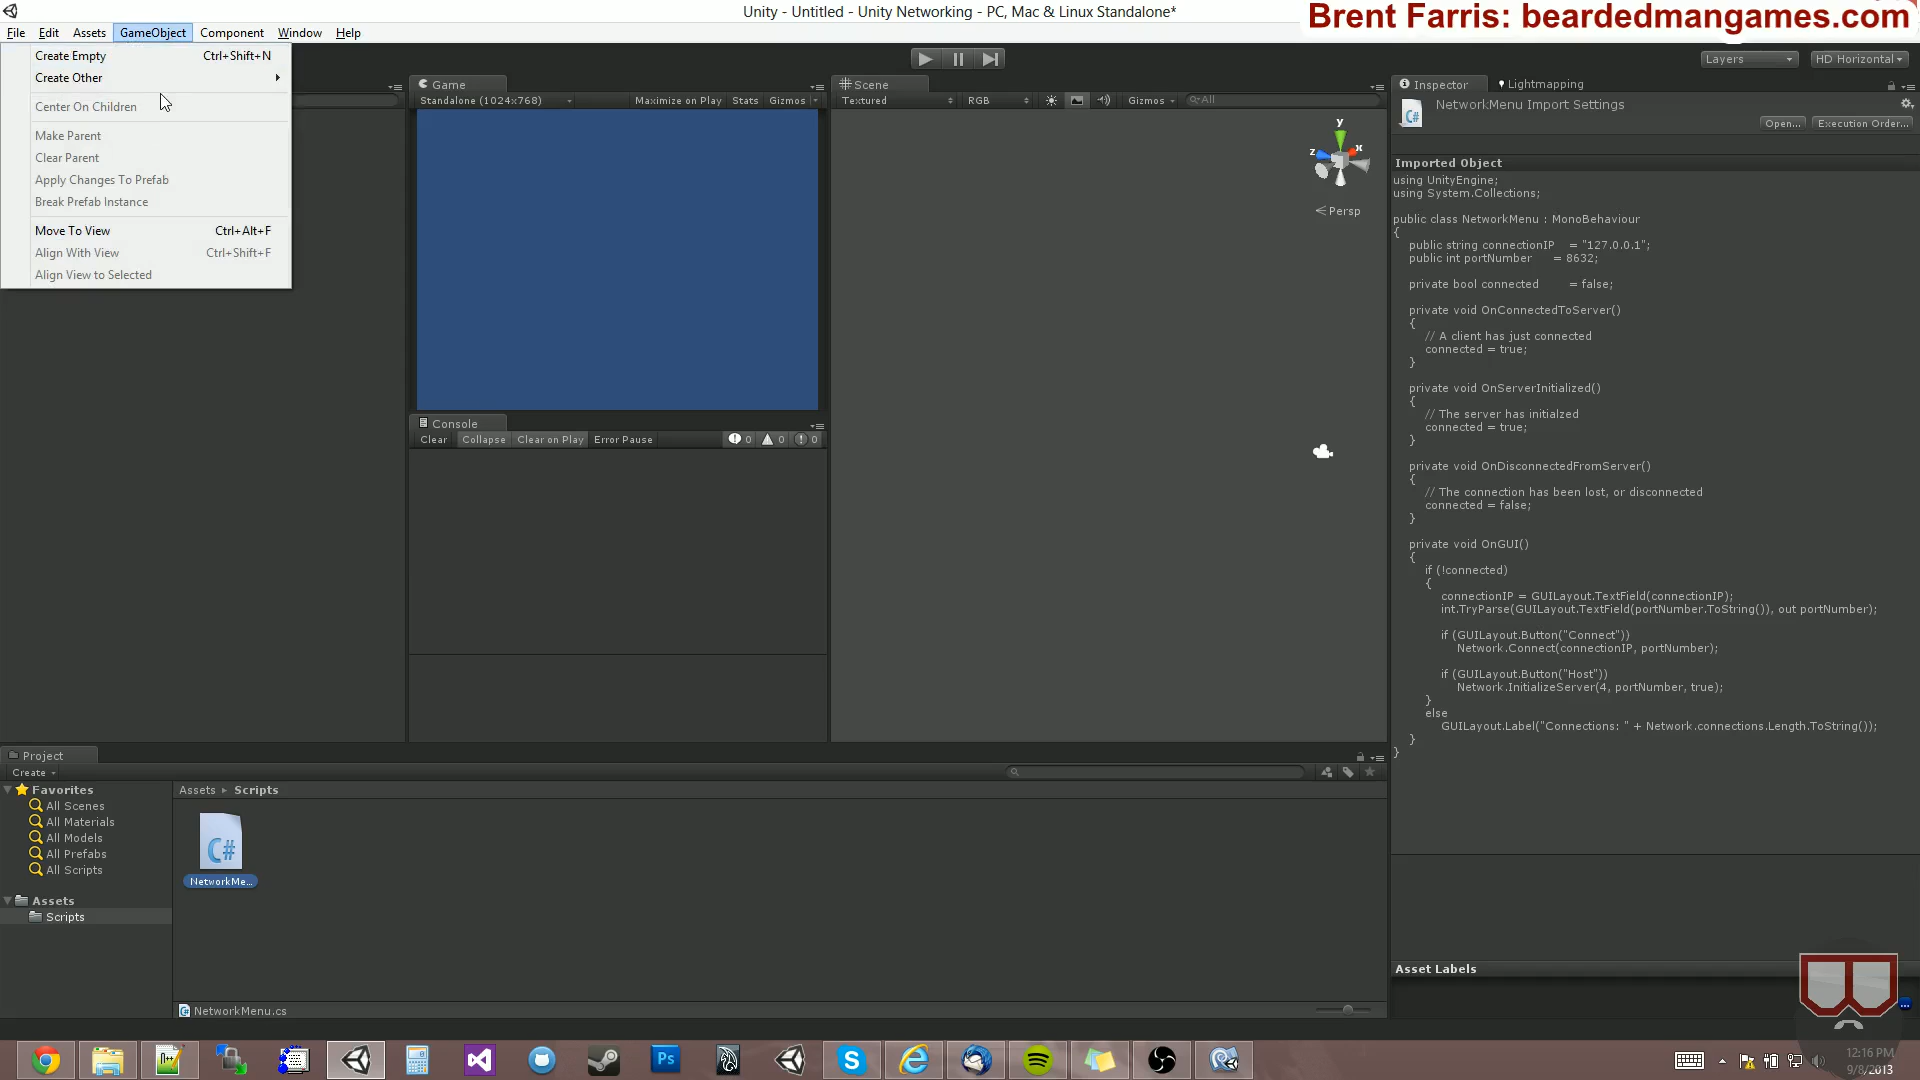 Unity - Untitled - Unity Networking - PC, Mac & Linux Standalone*
Brent Farris: beardedmangames.com
File Edit Assets GameObject Component Window Help
Create Empty Ctrl+Shift+N
Create Other
Center On Children
Make Parent
Clear Parent
Apply Changes To Prefab
Break Prefab Instance
Move To View Ctrl+Alt+F
Align With View Ctrl+Shift+F
Align View to Selected
Layers HD Horizontal
Game
Standalone (1024x768) Maximize on Play Stats Gizmos
Scene
Textured RGB Gizmos All
y
z x
Persp
Console
Clear Collapse Clear on Play Error Pause 0 0 0
Inspector Lightmapping
NetworkMenu Import Settings
Open... Execution Order...
Imported Object
using UnityEngine;
using System.Collections;
public class NetworkMenu : MonoBehaviour
{
public string connectionIP = "127.0.0.1";
public int portNumber = 8632;
private bool connected = false;
private void OnConnectedToServer()
{
// A client has just connected
connected = true;
}
private void OnServerInitialized()
{
// The server has initialzed
connected = true;
}
private void OnDisconnectedFromServer()
{
// The connection has been lost, or disconnected
connected = false;
}
private void OnGUI()
{
if (!connected)
{
connectionIP = GUILayout.TextField(connectionIP);
int.TryParse(GUILayout.TextField(portNumber.ToString()), out portNumber);
if (GUILayout.Button("Connect"))
Network.Connect(connectionIP, portNumber);
if (GUILayout.Button("Host"))
Network.InitializeServer(4, portNumber, true);
}
else
GUILayout.Label("Connections: " + Network.connections.Length.ToString());
}
}
Asset Labels
Project
Create
Favorites
All Scenes
All Materials
All Models
All Prefabs
All Scripts
Assets
Scripts
Assets Scripts
C#
NetworkMe...
NetworkMenu.cs
Ps
12:16 PM
9/8/2013